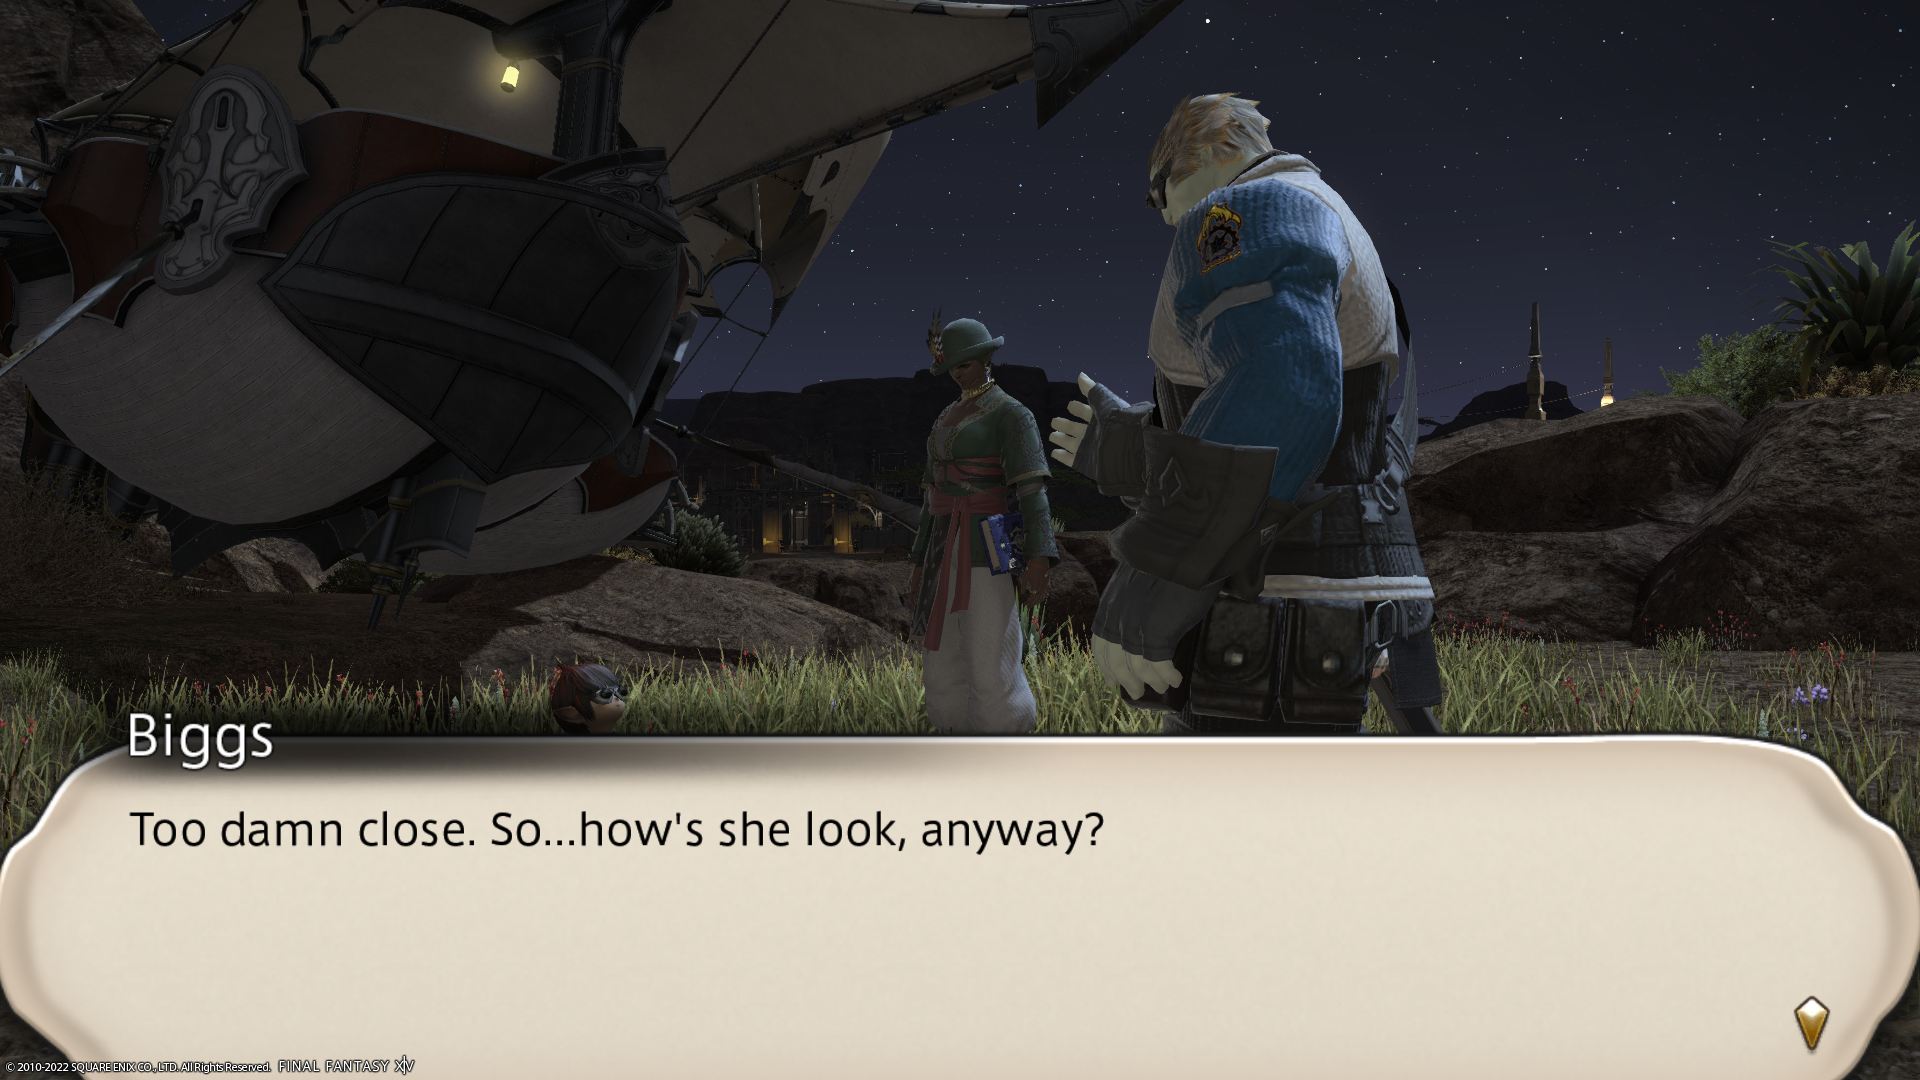 Biggs
Too damn close. So...how's she look, anyway?
© 2010-2022 SQUARE ENIX CO., LTD. All Rights Reserved. FINAL FANTASY XIV